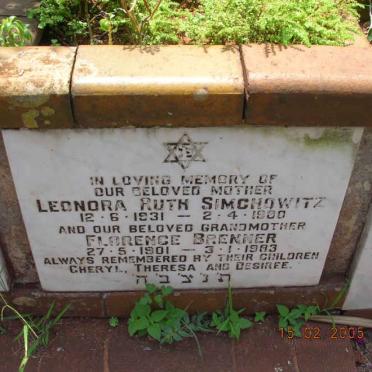 פנ
IN LOVING MEMORY OF
OUR BELOVED MOTHER
LEONORA RUTH SIMCHOWITZ
12·6·1931 — 2·4·1980
AND OUR BELOVED GRANDMOTHER
FLORENCE BRENNER
27·5·1901 — 3·1·1983
ALWAYS REMEMBERED BY THEIR CHILDREN
CHERYL, THERESA AND DESIREE.
ת נ צ ב ה
15 02 2005